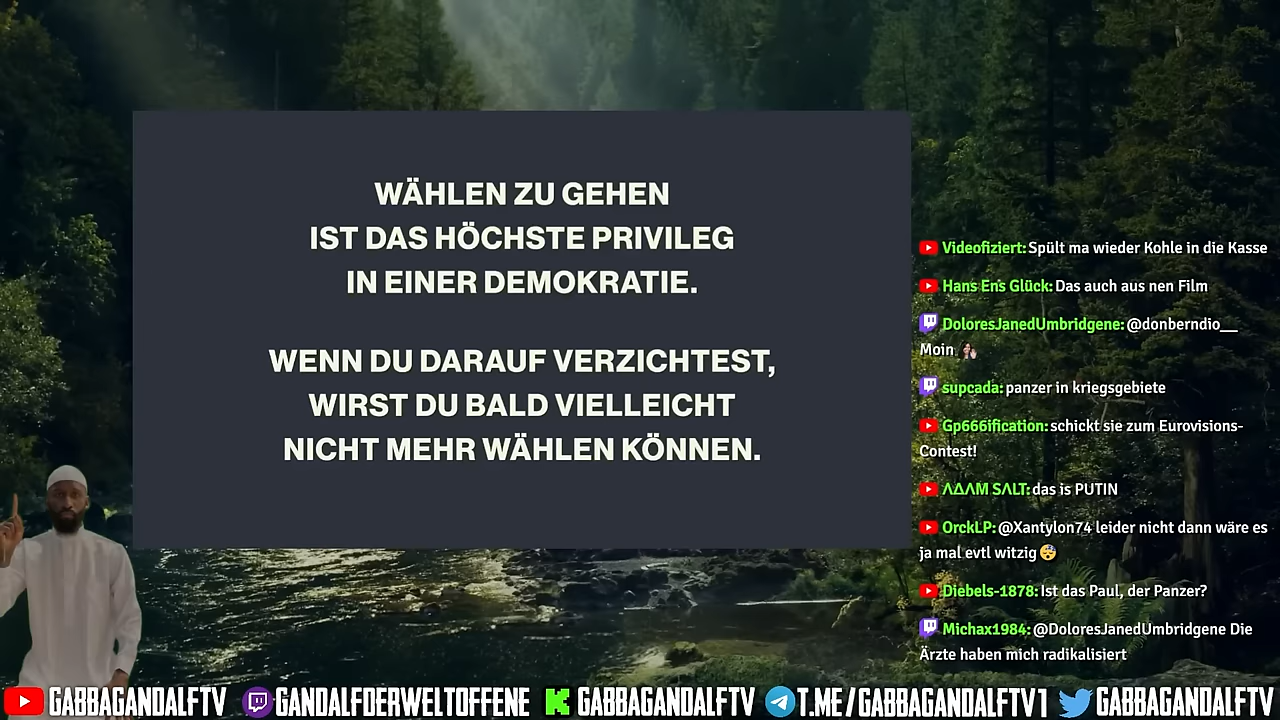 WÄHLEN ZU GEHEN
IST DAS HÖCHSTE PRIVILEG
IN EINER DEMOKRATIE.
WENN DU DARAUF VERZICHTEST,
WIRST DU BALD VIELLEICHT
NICHT MEHR WÄHLEN KÖNNEN.
Videofiziert: Spült ma wieder Kohle in die Kasse
Hans Ens Glück: Das auch aus nen Film
DoloresJanedUmbridgene: @donberndio__
Moin
supcada: panzer in kriegsgebiete
Gp666ification: schickt sie zum Eurovisions-
Contest!
ΛΔΛM SΛLT: das is PUTIN
OrckLP: @Xantylon74 leider nicht dann wäre es
ja mal evtl witzig 😴
Diebels-1878: Ist das Paul, der Panzer?
Michax1984: @DoloresJanedUmbridgene Die
Ärzte haben mich radikalisiert
GABBAGANDALFTV GANDALFDERWELTOFFENE K GABBAGANDALFTV T.ME/GABBAGANDALFTV1 GABBAGANDALFTV